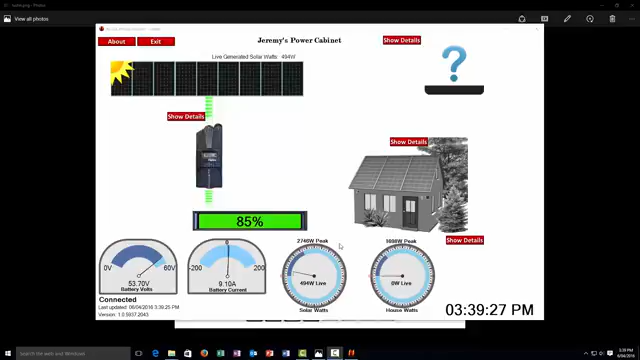 View all photos
About
Exit
Jeremy's Power Cabinet
Show Details
Live Generated Solar Watts: 494W
?
Show Details
Show Details
85%
Show Details
2746W Peak
1698W Peak
0V
60V
53.70V
Battery Volts
-200
0
200
9.10A
Battery Current
494W Live
Solar Watts
0W Live
House Watts
Connected
Last updated: 06/04/2016 3:39:25 PM
Version: 1.0.5937.2043
03:39:27 PM